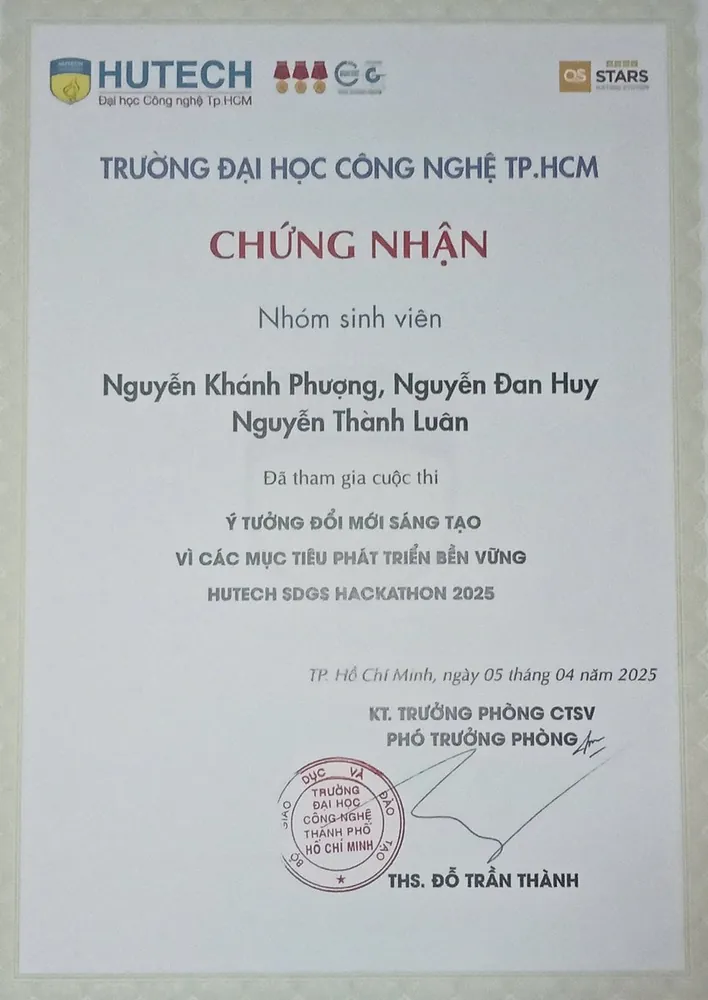 HUTECH
Đại học Công nghệ Tp.HCM
QS STARS
TRƯỜNG ĐẠI HỌC CÔNG NGHỆ TP.HCM
CHỨNG NHẬN
Nhóm sinh viên
Nguyễn Khánh Phượng, Nguyễn Đan Huy
Nguyễn Thành Luân
Đã tham gia cuộc thi
Ý TƯỞNG ĐỔI MỚI SÁNG TẠO
VÌ CÁC MỤC TIÊU PHÁT TRIỂN BỀN VỮNG
HUTECH SDGS HACKATHON 2025
TP. Hồ Chí Minh, ngày 05 tháng 04 năm 2025
KT. TRƯỞNG PHÒNG CTSV
PHÓ TRƯỞNG PHÒNG
BỘ GIÁO DỤC VÀ ĐÀO TẠO
TRƯỜNG
ĐẠI HỌC
CÔNG NGHỆ
THÀNH PHỐ
HỒ CHÍ MINH
THS. ĐỖ TRẦN THÀNH